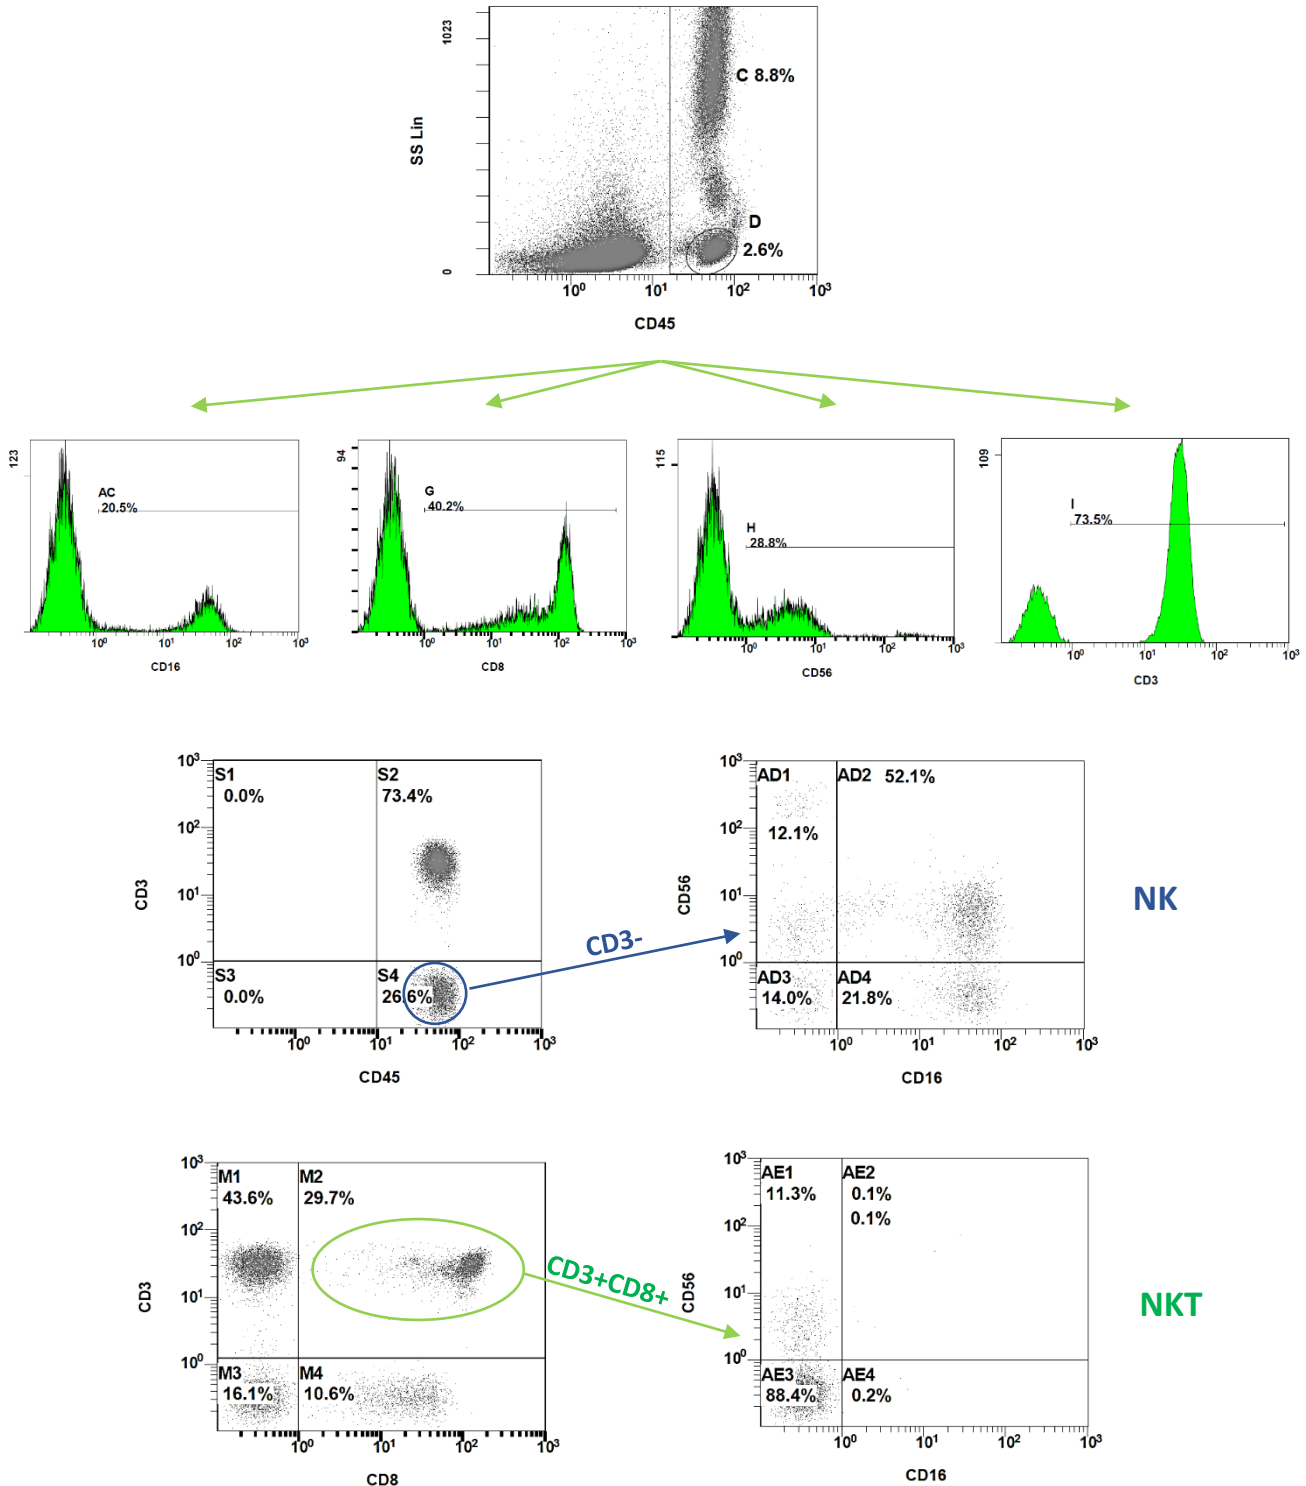 1023
C 8.8%
SS Lin
D
2.6%
0
10⁰ 10¹ 10² 10³
CD45
123
AC
20.5%
10⁰ 10¹ 10² 10³
CD16
94
G
40.2%
10⁰ 10¹ 10² 10³
CD8
115
H
28.8%
10⁰ 10¹ 10² 10³
CD56
109
I
73.5%
10⁰ 10¹ 10² 10³
CD3
10³
S1 S2
0.0% 73.4%
10²
CD3
10¹
10⁰
S3 S4
0.0% 26.6%
10⁰ 10¹ 10² 10³
CD45
CD3-
10³
AD1 AD2 52.1%
10²
12.1%
CD56
10¹
10⁰
AD3 AD4
14.0% 21.8%
10⁰ 10¹ 10² 10³
CD16
NK
10³
M1 M2
43.6% 29.7%
10²
CD3
10¹
10⁰
M3 M4
16.1% 10.6%
10⁰ 10¹ 10² 10³
CD8
CD3+CD8+
10³
AE1 AE2
11.3% 0.1%
0.1%
10²
CD56
10¹
10⁰
AE3 AE4
88.4% 0.2%
10⁰ 10¹ 10² 10³
CD16
NKT